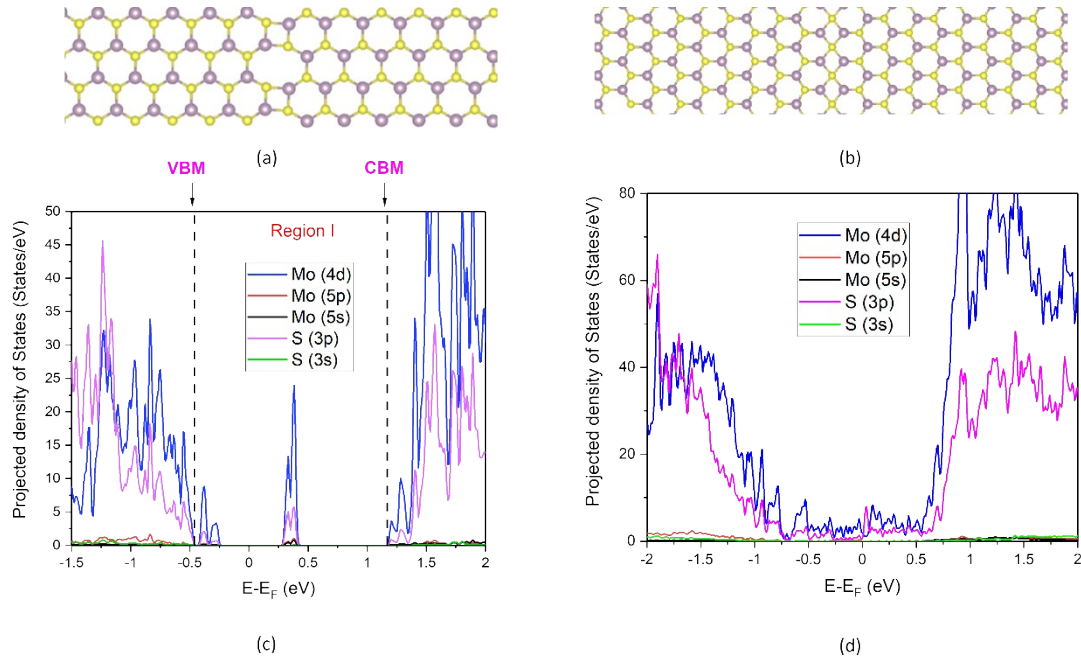 (a)
(b)
VBM
CBM
Projected density of States (States/eV)
50
45
40
35
30
25
20
15
10
5
0
Region I
Mo (4d)
Mo (5p)
Mo (5s)
S (3p)
S (3s)
-1.5
-1
-0.5
0
0.5
1
1.5
2
E-EF (eV)
(c)
Projected density of States (States/eV)
80
60
40
20
0
Mo (4d)
Mo (5p)
Mo (5s)
S (3p)
S (3s)
-2
-1.5
-1
-0.5
0
0.5
1
1.5
2
E-EF (eV)
(d)